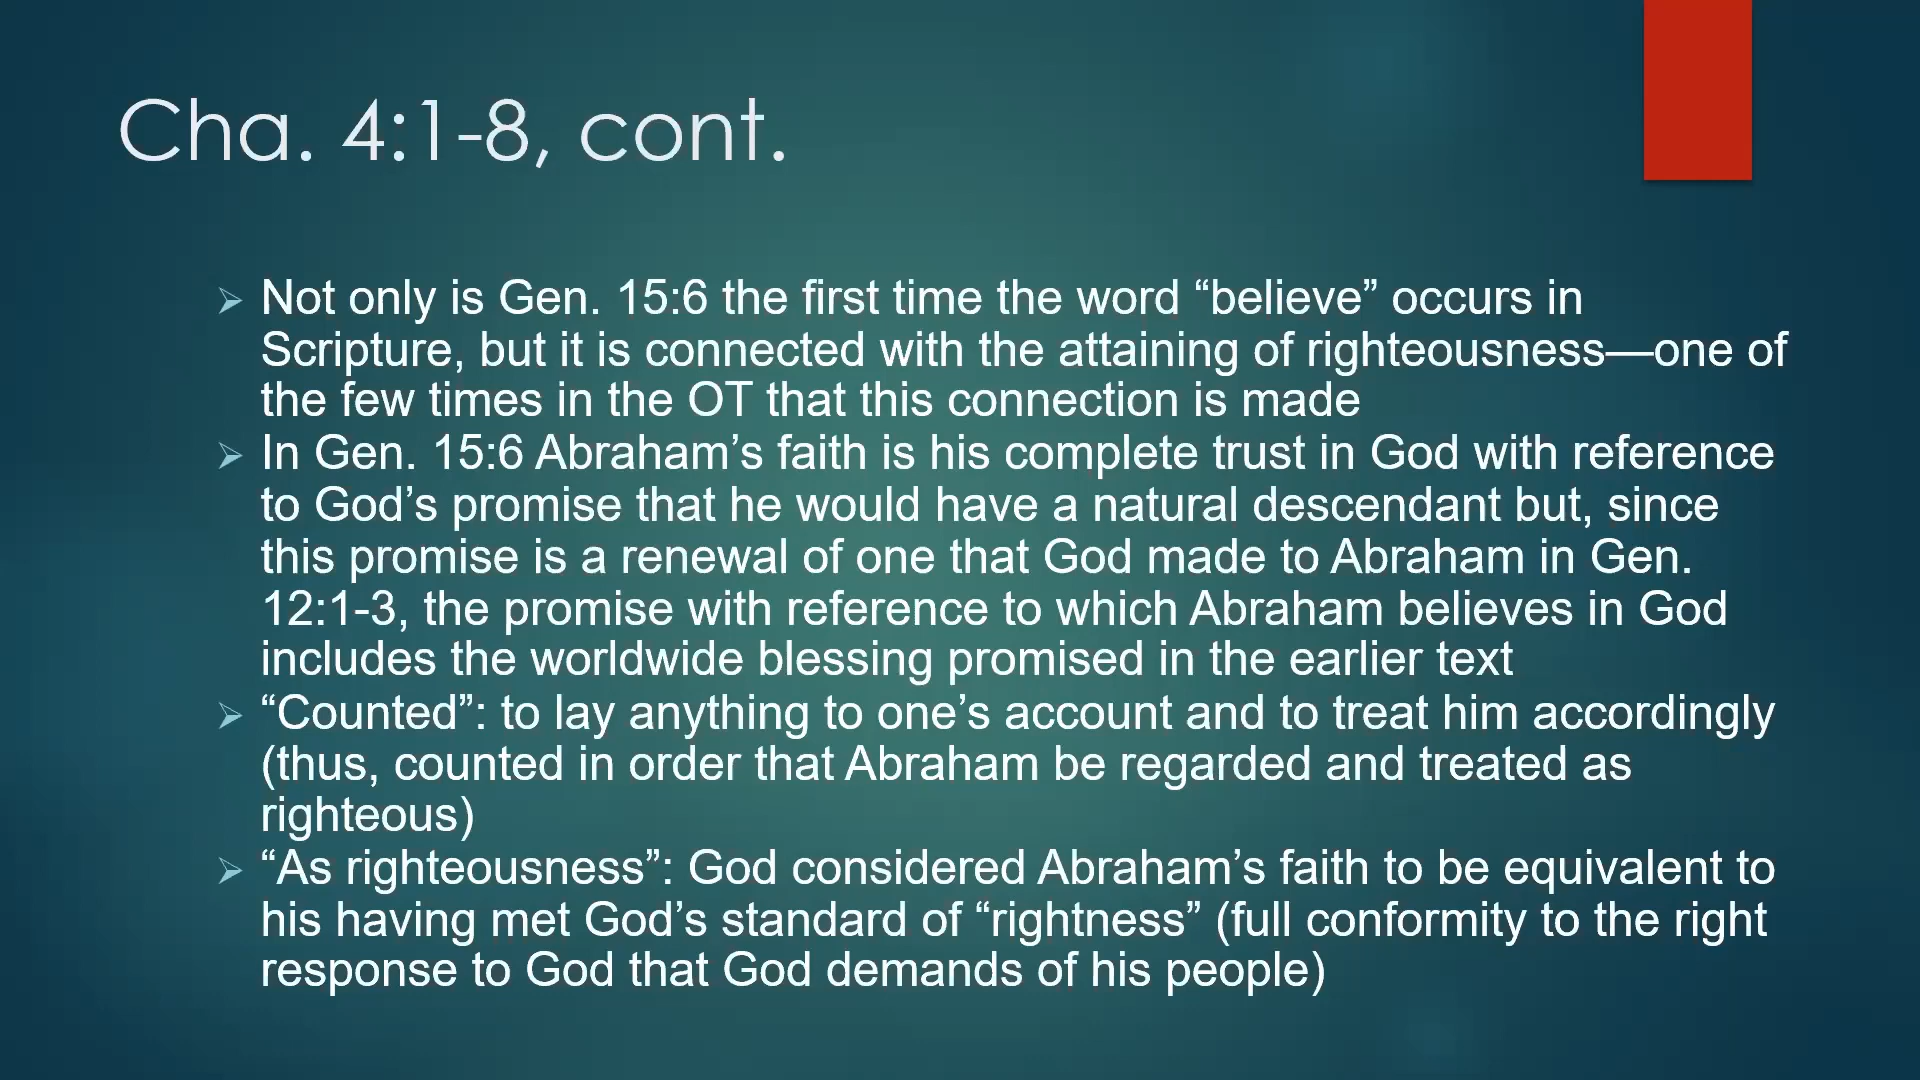 Cha. 4:1-8, cont.
Not only is Gen. 15:6 the first time the word “believe” occurs in
Scripture, but it is connected with the attaining of righteousness—one of
the few times in the OT that this connection is made
In Gen. 15:6 Abraham’s faith is his complete trust in God with reference
to God’s promise that he would have a natural descendant but, since
this promise is a renewal of one that God made to Abraham in Gen.
12:1-3, the promise with reference to which Abraham believes in God
includes the worldwide blessing promised in the earlier text
“Counted”: to lay anything to one’s account and to treat him accordingly
(thus, counted in order that Abraham be regarded and treated as
righteous)
“As righteousness”: God considered Abraham’s faith to be equivalent to
his having met God’s standard of “rightness” (full conformity to the right
response to God that God demands of his people)